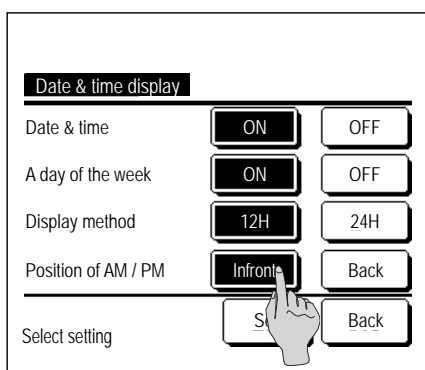 Date & time display
Date & time ON OFF
A day of the week ON OFF
Display method 12H 24H
Position of AM / PM Infront Back
Select setting Back